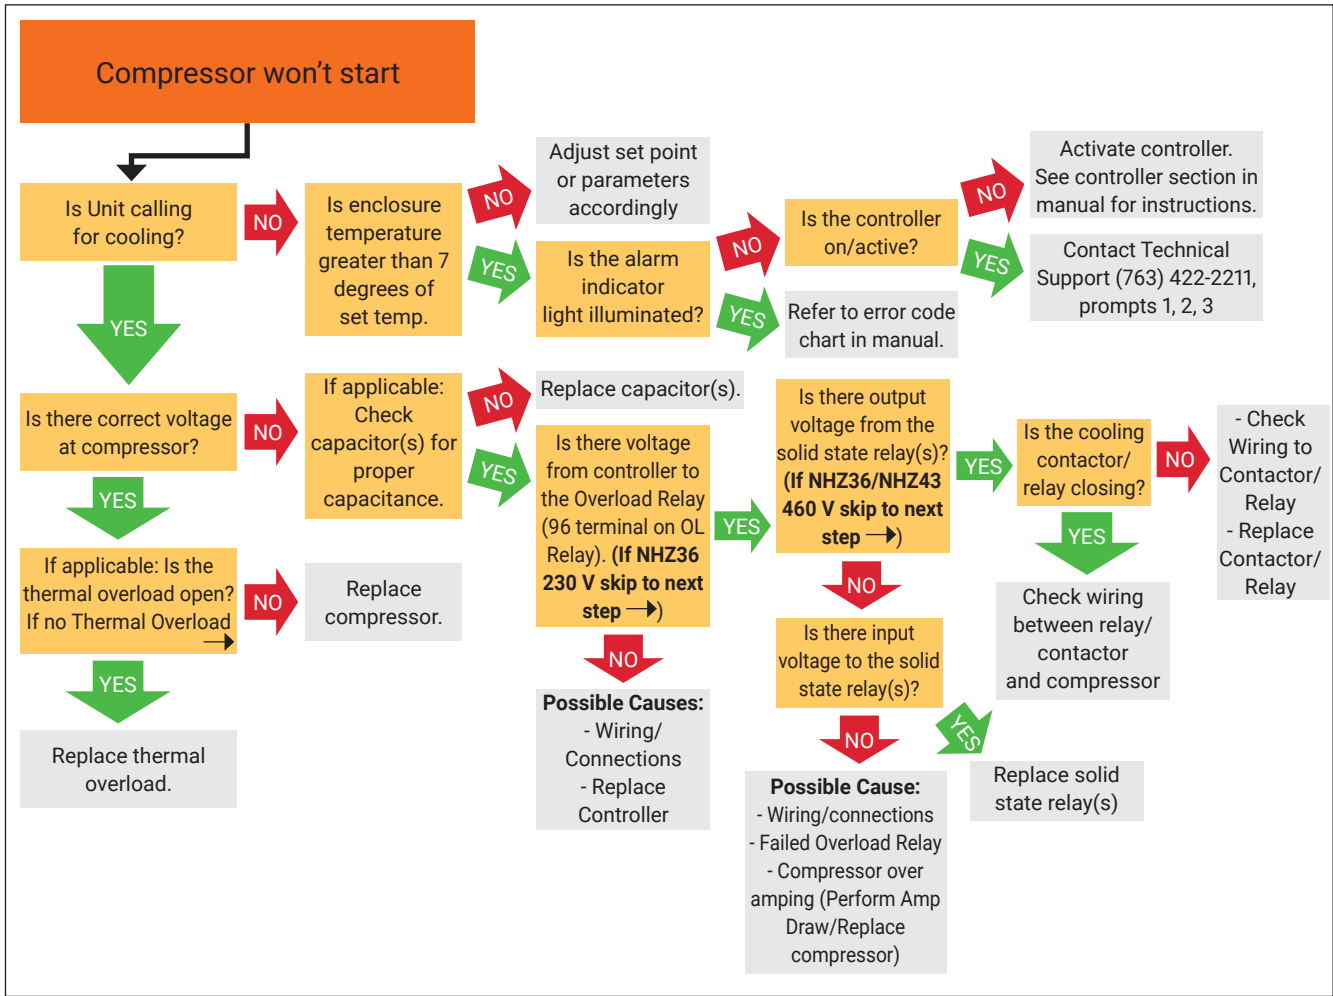 Compressor won't start
Is Unit calling
for cooling?
NO
Is enclosure
temperature
greater than 7
degrees of
set temp.
NO
Adjust set point
or parameters
accordingly
YES
Is the alarm
indicator
light illuminated?
NO
Is the controller
on/active?
NO
Activate controller.
See controller section in
manual for instructions.
YES
Contact Technical
Support (763) 422-2211,
prompts 1, 2, 3
YES
Refer to error code
chart in manual.
YES
Is there correct voltage
at compressor?
NO
If applicable:
Check
capacitor(s) for
proper
capacitance.
NO
Replace capacitor(s).
YES
Is there voltage
from controller to
the Overload Relay
(96 terminal on OL
Relay). (If NHZ36
230 V skip to next
step →)
YES
Is there output
voltage from the
solid state relay(s)?
(If NHZ36/NHZ43
460 V skip to next
step →)
YES
Is the cooling
contactor/
relay closing?
NO
- Check
Wiring to
Contactor/
Relay
- Replace
Contactor/
Relay
YES
Check wiring
between relay/
contactor
and compressor
NO
Is there input
voltage to the solid
state relay(s)?
YES
Replace solid
state relay(s)
NO
Possible Cause:
- Wiring/connections
- Failed Overload Relay
- Compressor over
amping (Perform Amp
Draw/Replace
compressor)
NO
Possible Causes:
- Wiring/
Connections
- Replace
Controller
YES
If applicable: Is the
thermal overload open?
If no Thermal Overload
→
NO
Replace
compressor.
YES
Replace thermal
overload.